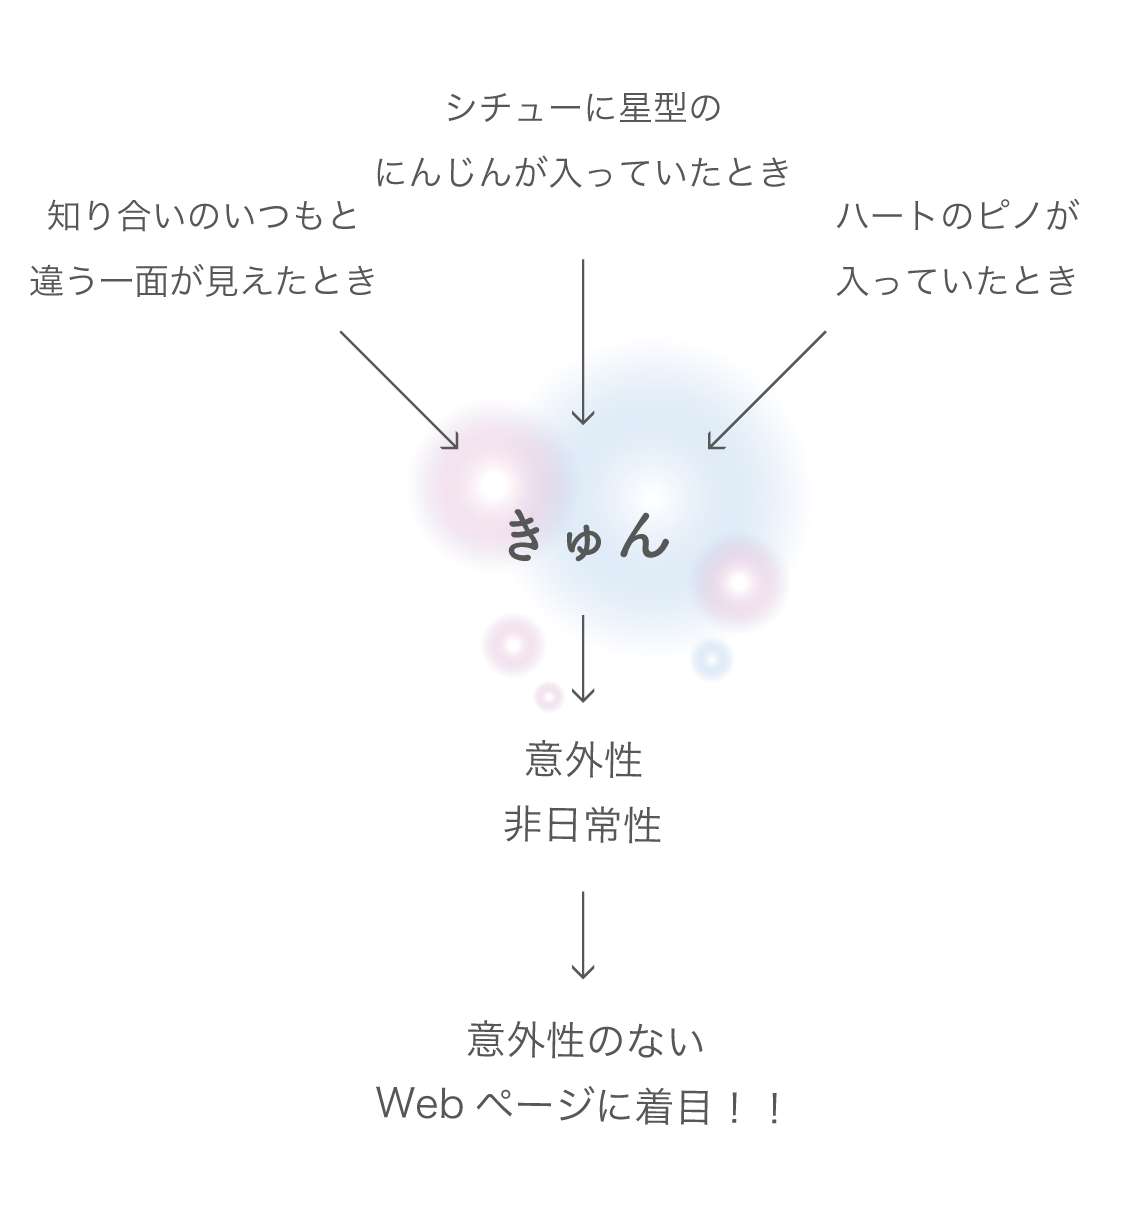 シチューに星型の
にんじんが入っていたとき
知り合いのいつもと
違う一面が見えたとき
ハートのピノが
入っていたとき
きゅん
意外性
非日常性
意外性のない
Webページに着目！！